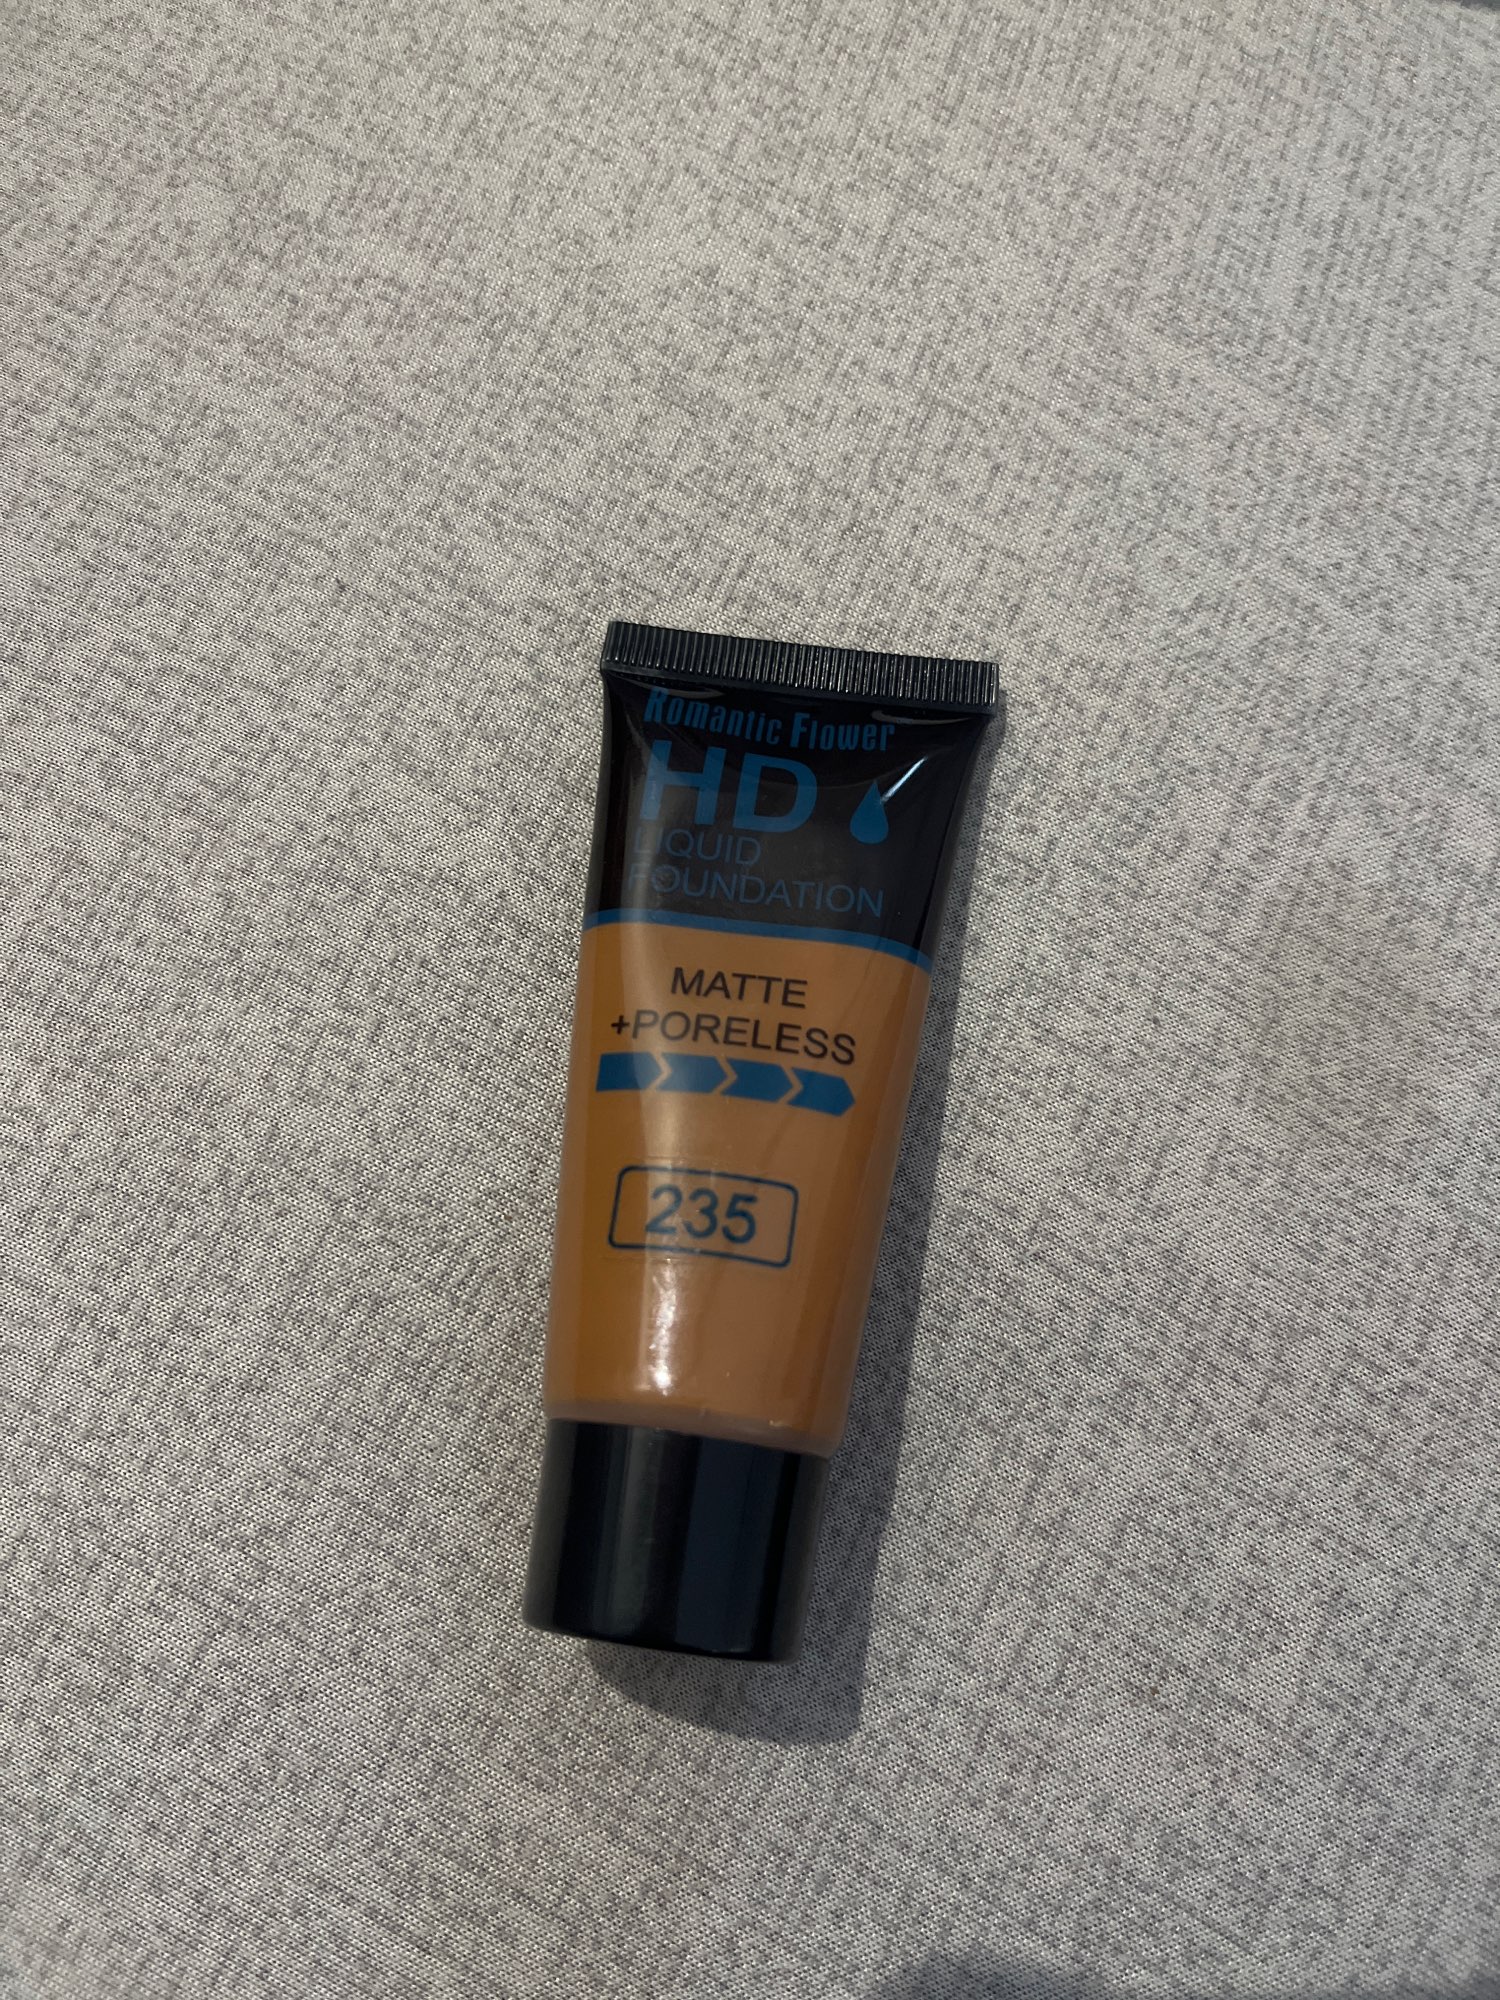 Romantic Flower
HD
LIQUID
FOUNDATION
MATTE
+PORELESS
235